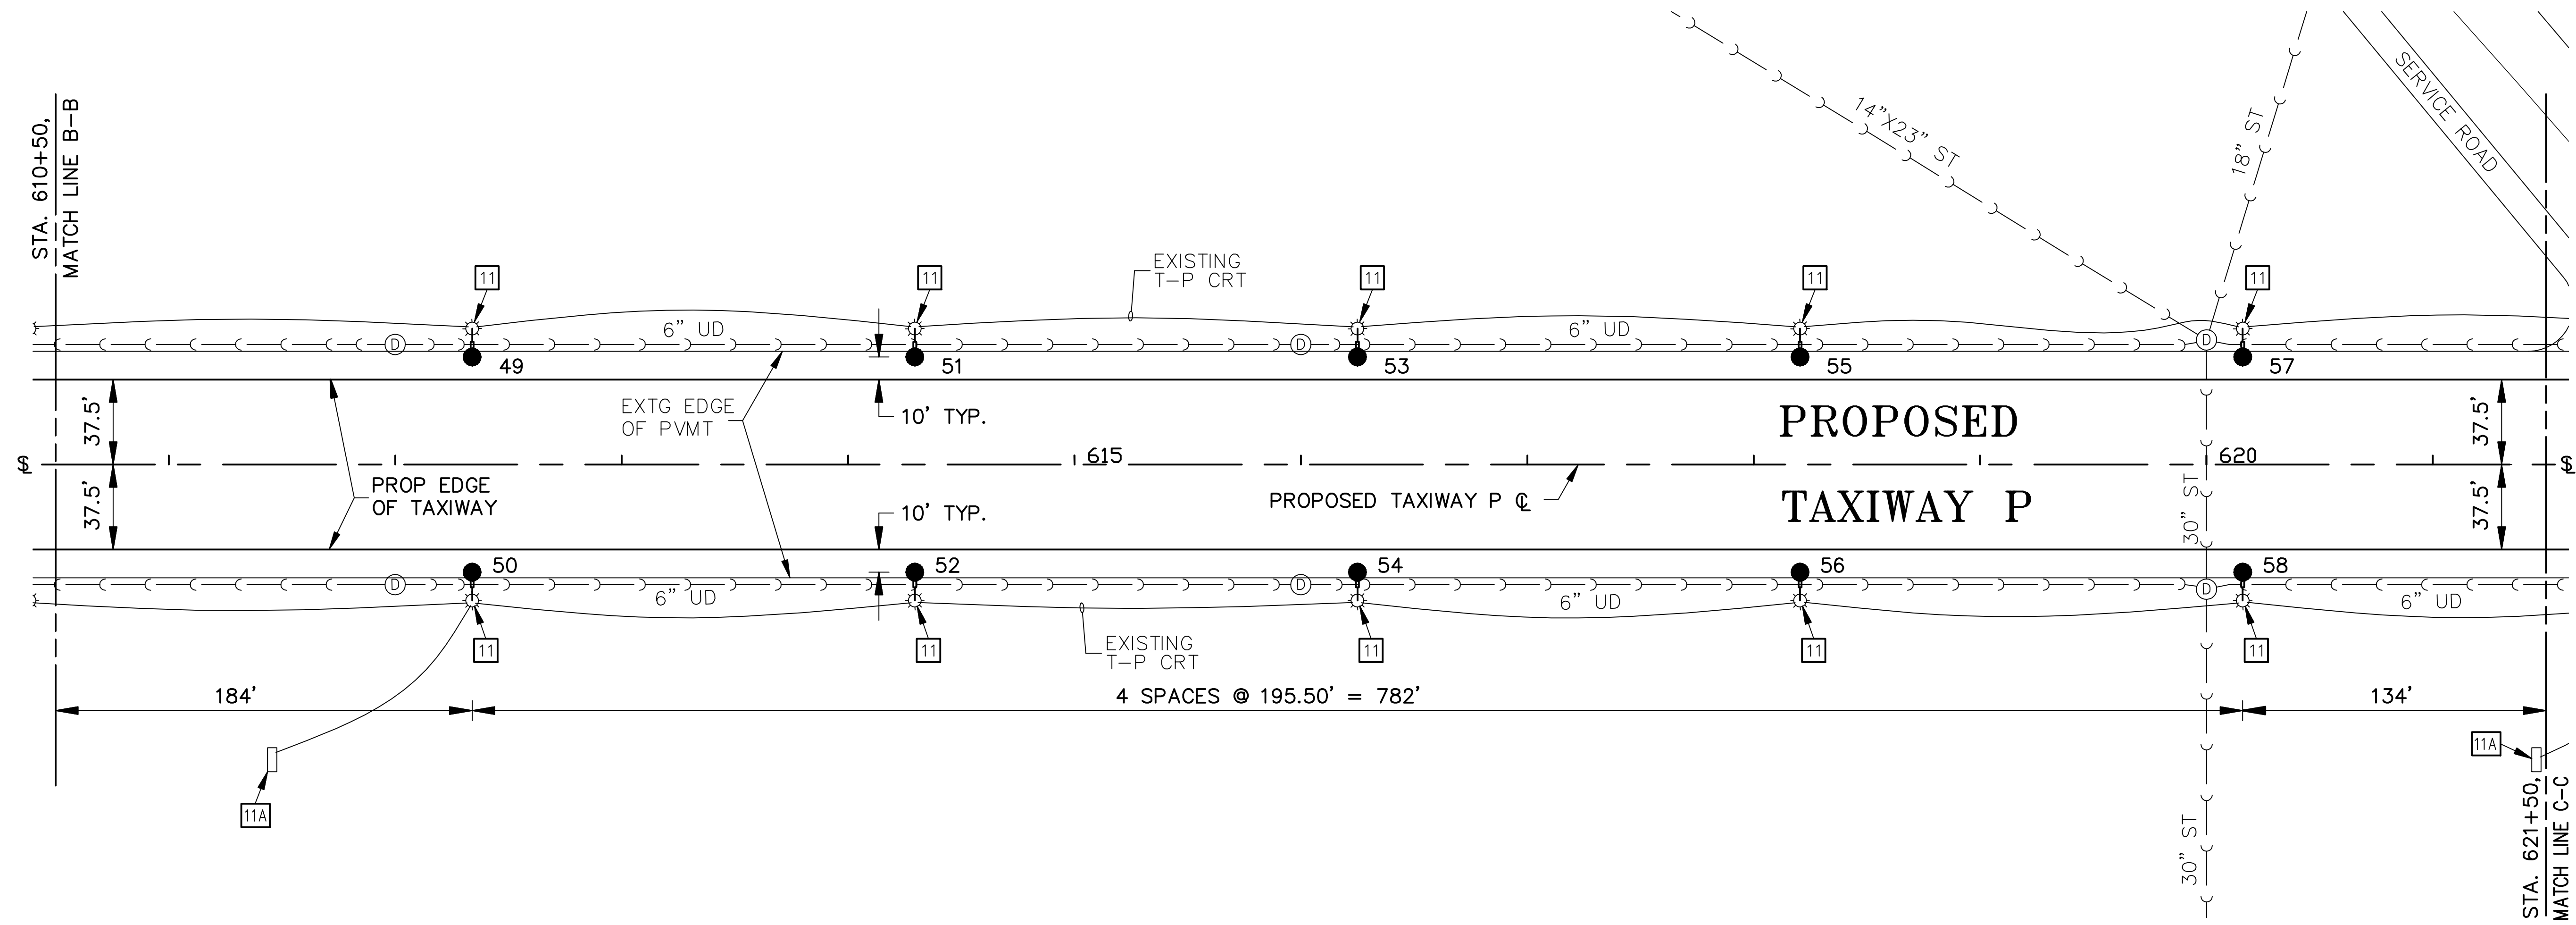 STA. 610+50,
MATCH LINE B-B
14"X23" ST
18" ST
SERVICE ROAD
11
11
EXISTING
T-P CRT
11
11
11
6" UD
6" UD
D
D
D
49
51
53
55
57
37.5'
EXTG EDGE
OF PVMT
10' TYP.
PROPOSED
37.5'
℄
615
620
℄
37.5'
PROP EDGE
OF TAXIWAY
10' TYP.
PROPOSED TAXIWAY P ℄
TAXIWAY P
30" ST
37.5'
50
52
54
56
58
D
D
D
6" UD
6" UD
6" UD
11
11
EXISTING
T-P CRT
11
11
11
184'
4 SPACES @ 195.50' = 782'
134'
11A
11A
30" ST
STA. 621+50,
MATCH LINE C-C